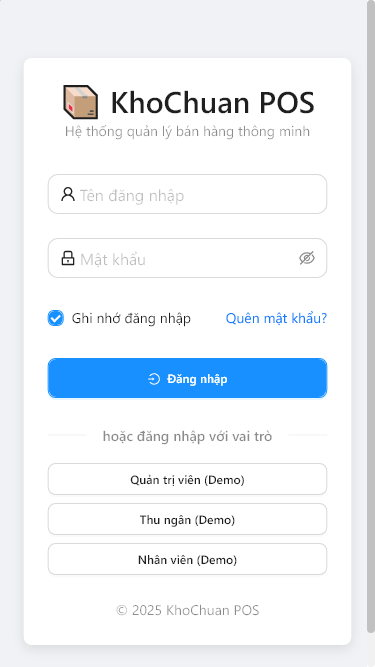 KhoChuan POS
Hệ thống quản lý bán hàng thông minh
Tên đăng nhập
Mật khẩu
Ghi nhớ đăng nhập
Quên mật khẩu?
Đăng nhập
hoặc đăng nhập với vai trò
Quản trị viên (Demo)
Thu ngân (Demo)
Nhân viên (Demo)
© 2025 KhoChuan POS